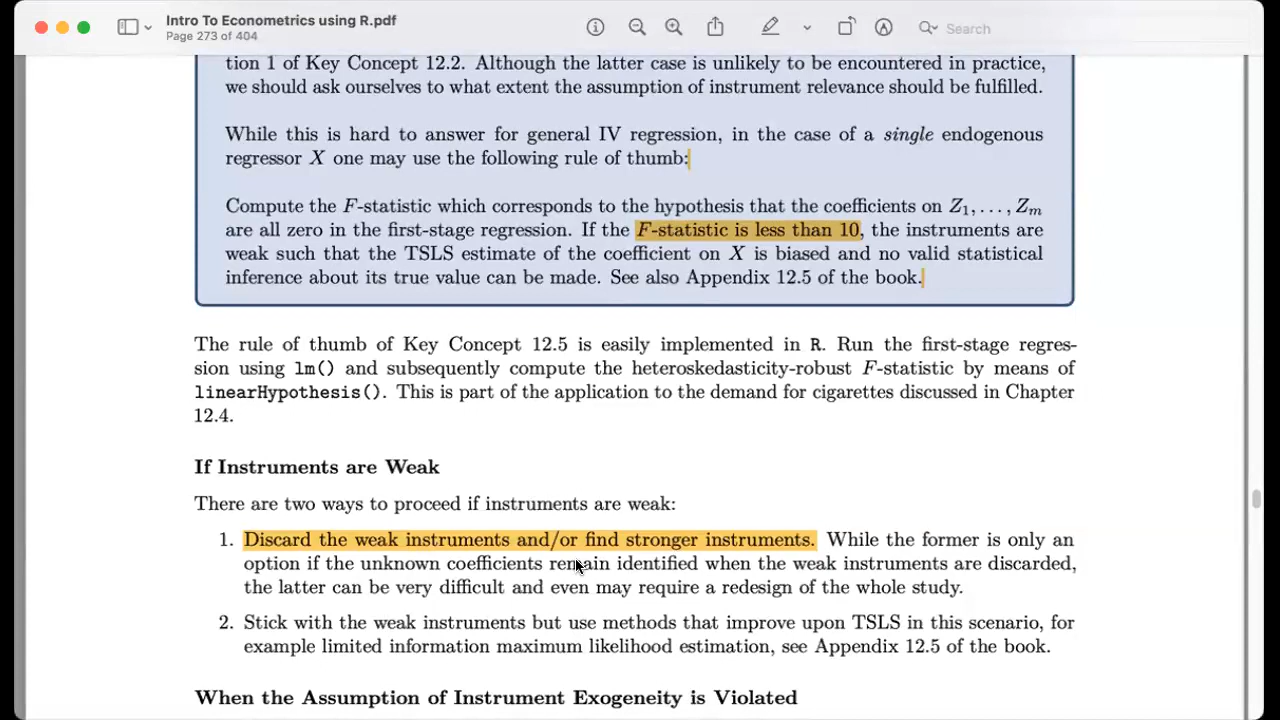 Intro To Econometrics using R.pdf
Page 273 of 404
Search
tion 1 of Key Concept 12.2. Although the latter case is unlikely to be encountered in practice,
we should ask ourselves to what extent the assumption of instrument relevance should be fulfilled.
While this is hard to answer for general IV regression, in the case of a single endogenous
regressor X one may use the following rule of thumb:
Compute the F-statistic which corresponds to the hypothesis that the coefficients on Z1, . . . , Zm
are all zero in the first-stage regression. If the F-statistic is less than 10, the instruments are
weak such that the TSLS estimate of the coefficient on X is biased and no valid statistical
inference about its true value can be made. See also Appendix 12.5 of the book.
The rule of thumb of Key Concept 12.5 is easily implemented in R. Run the first-stage regres-
sion using lm() and subsequently compute the heteroskedasticity-robust F-statistic by means of
linearHypothesis(). This is part of the application to the demand for cigarettes discussed in Chapter
12.4.
If Instruments are Weak
There are two ways to proceed if instruments are weak:
1. Discard the weak instruments and/or find stronger instruments. While the former is only an
option if the unknown coefficients remain identified when the weak instruments are discarded,
the latter can be very difficult and even may require a redesign of the whole study.
2. Stick with the weak instruments but use methods that improve upon TSLS in this scenario, for
example limited information maximum likelihood estimation, see Appendix 12.5 of the book.
When the Assumption of Instrument Exogeneity is Violated